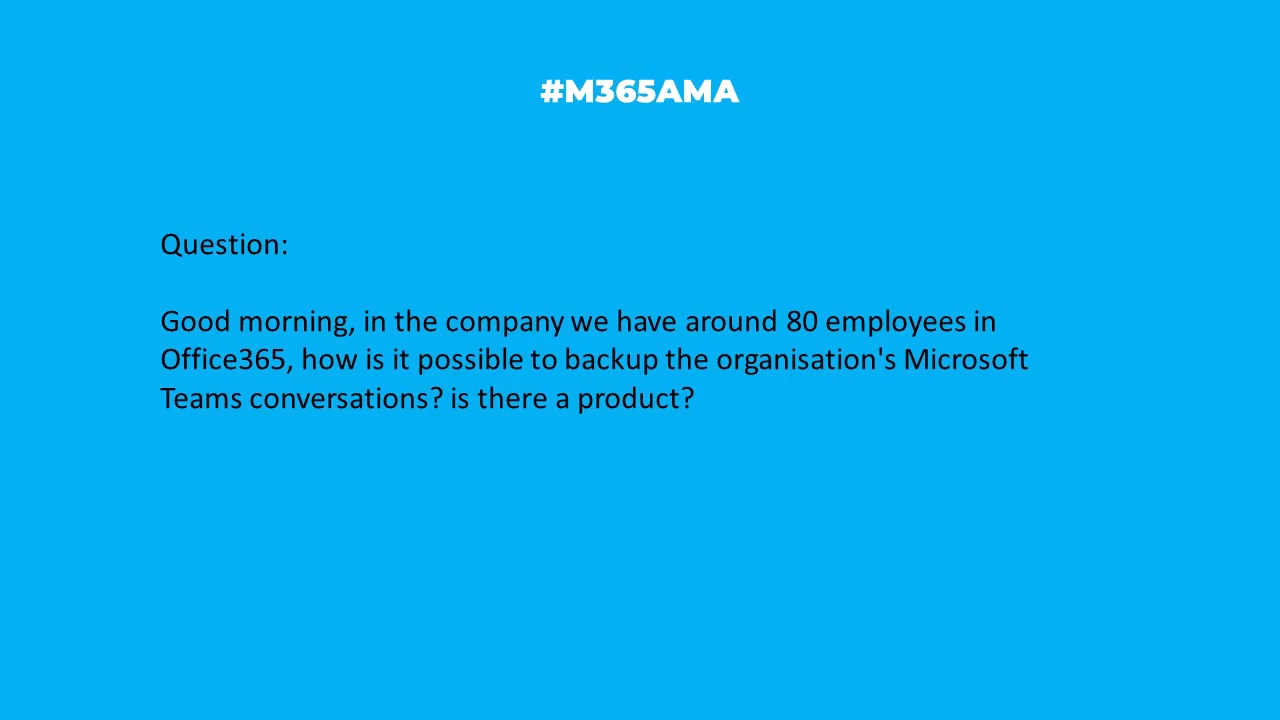 #M365AMA
Question:
Good morning, in the company we have around 80 employees in
Office365, how is it possible to backup the organisation's Microsoft
Teams conversations? is there a product?